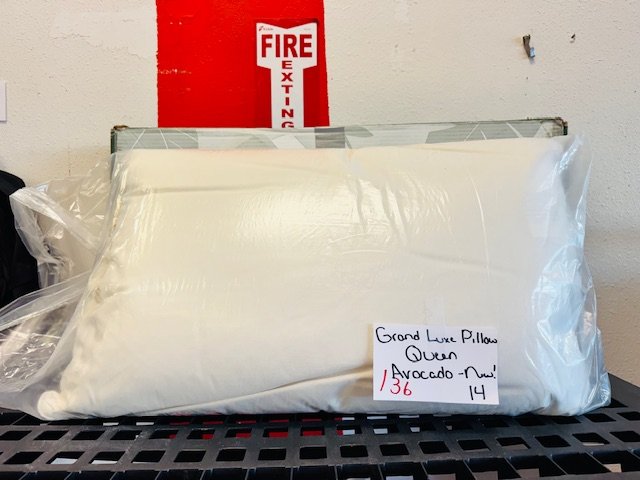 FIRE
EXTING
Grand Luxe Pillow
Queen
Avocado - New!
136
14